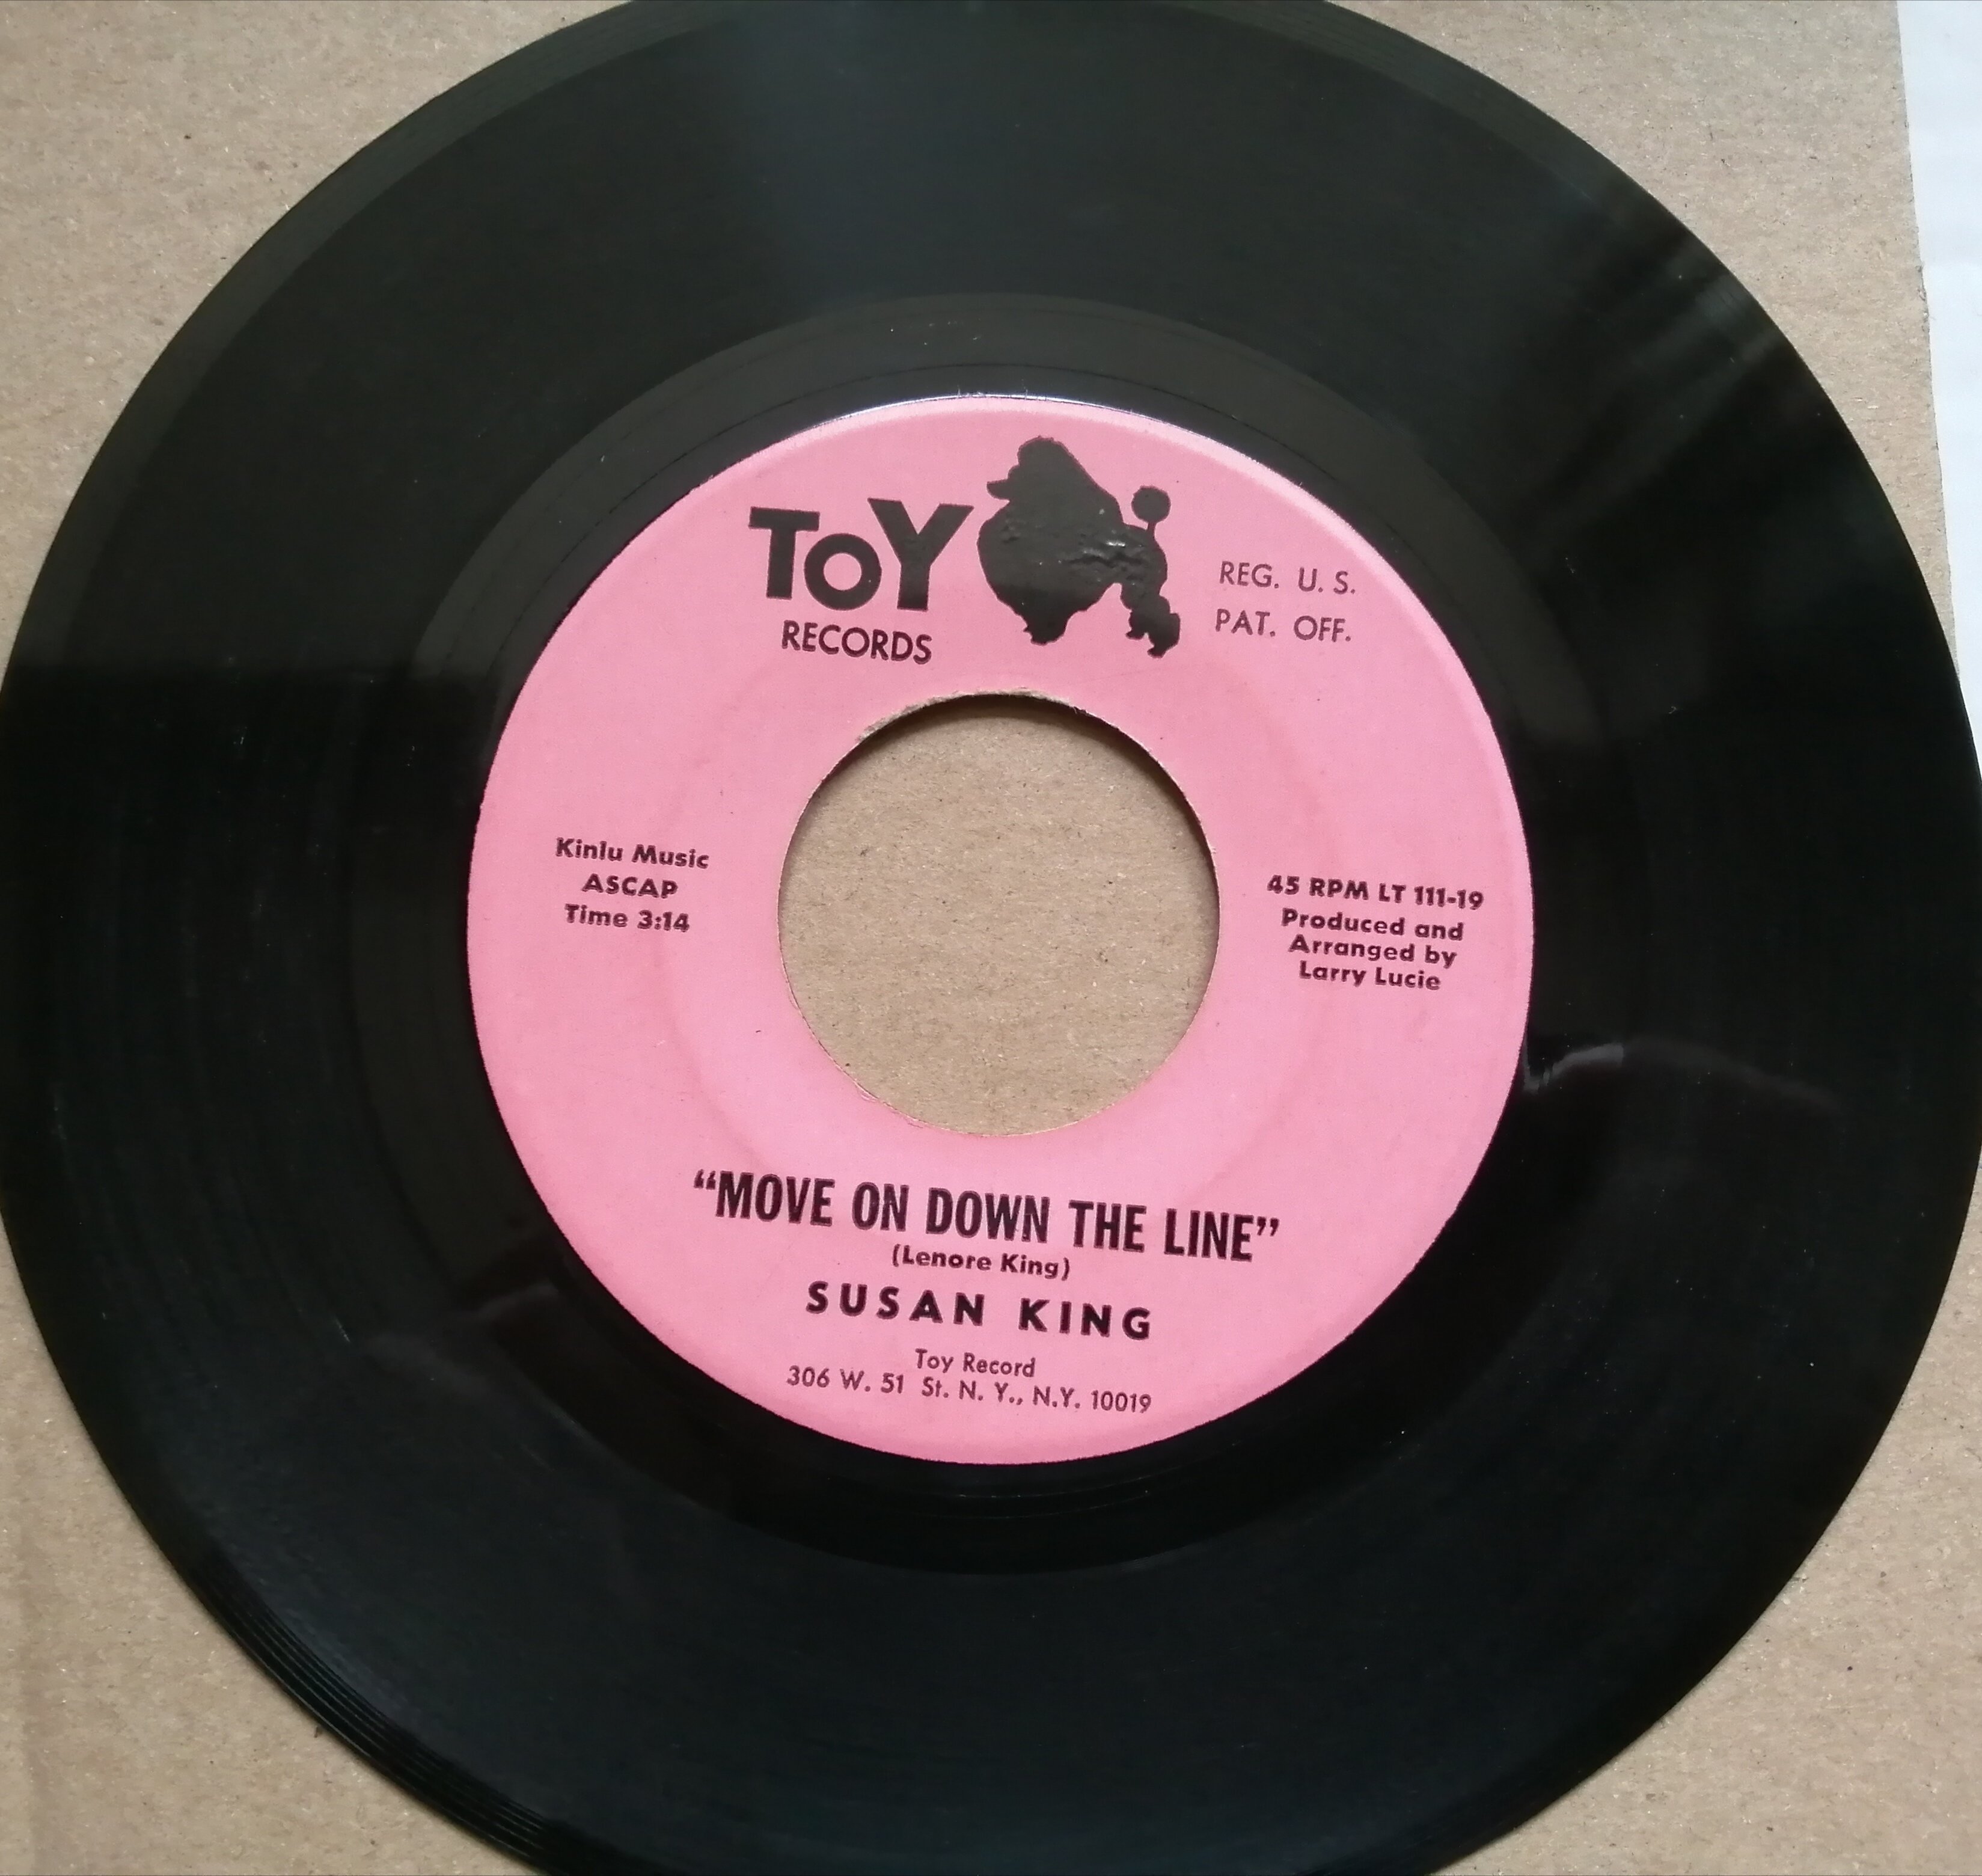 ToY
RECORDS
REG. U. S.
PAT. OFF.
Kinlu Music
ASCAP
Time 3:14
45 RPM LT 111-19
Produced and
Arranged by
Larry Lucie
“MOVE ON DOWN THE LINE”
(Lenore King)
SUSAN KING
Toy Record
306 W. 51 St. N. Y., N.Y. 10019